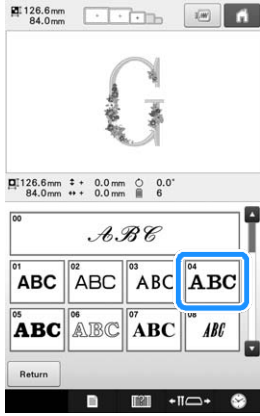 126.6mm
84.0mm
G
126.6mm + 0.0mm 0.0°
84.0mm + 0.0mm 6
00
ABC
01 02 03 04
ABC ABC ABC ABC
05 06 07 08
ABC ABC ABC ABC
Return